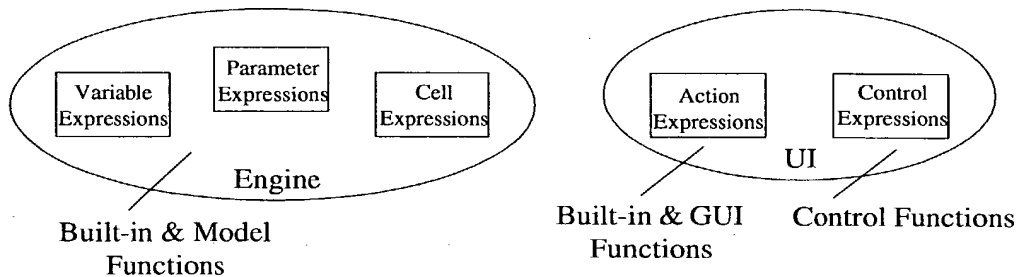 Variable
Expressions
Parameter
Expressions
Cell
Expressions
Engine
Built-in & Model
Functions
Action
Expressions
Control
Expressions
UI
Built-in & GUI
Functions
Control Functions